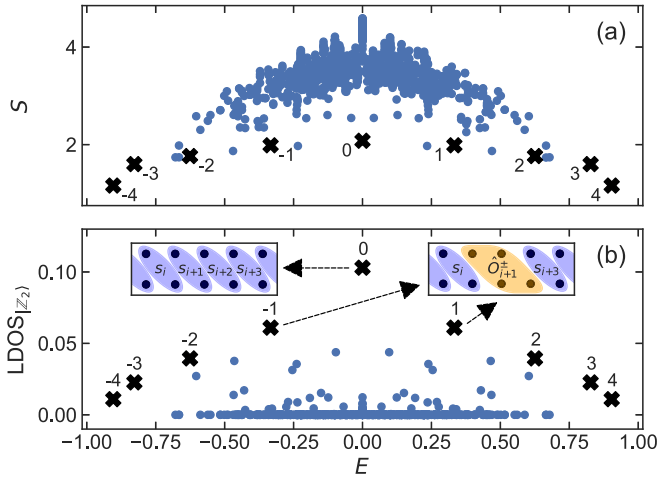 (a)
S
4
2
-4
-3
-2
-1
0
1
2
3
4
(b)
LDOS|ℤ₂⟩
0.10
0.05
0.00
s_i s_{i+1} s_{i+2} s_{i+3}
s_i Ô^±_{i+1} s_{i+3}
0
-1
1
-2
2
-3
3
-4
4
−1.00 −0.75 −0.50 −0.25 0.00 0.25 0.50 0.75 1.00
E